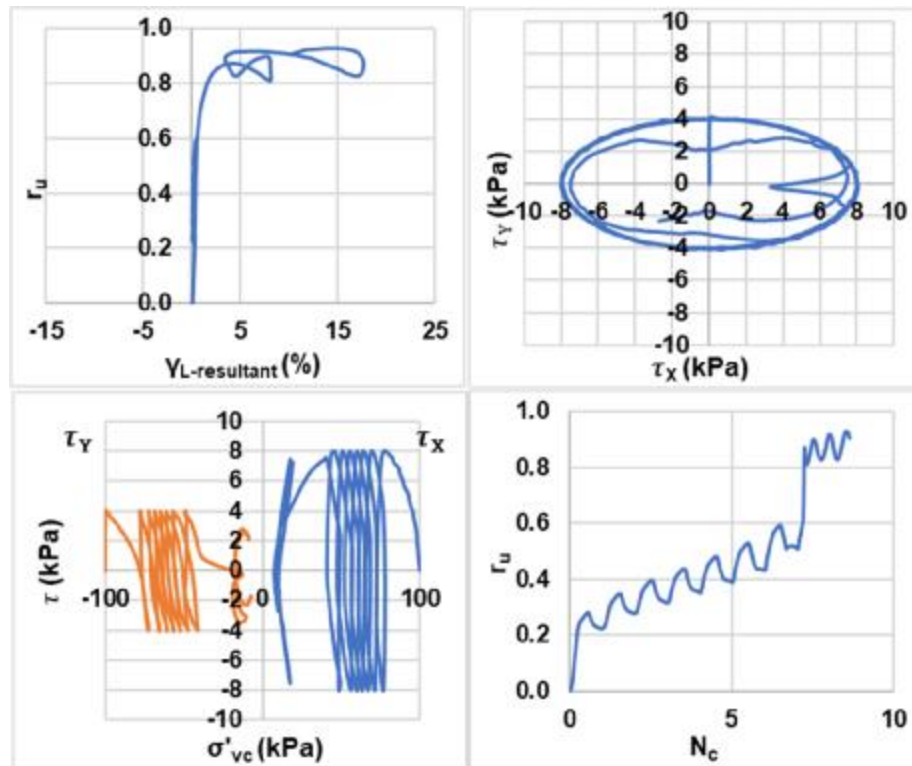 1.0
0.8
0.6
0.4
0.2
0.0
r_u
-15 -5 5 15 25
γ_L-resultant (%)
10
8
6
4
2
0
-10 -8 -6 -4 -2 0 2 4 6 8 10
-2
-4
-6
-8
-10
τ_Y (kPa)
τ_X (kPa)
τ_Y τ_X
10
8
6
4
2
0
-100 0 100
-2
-4
-6
-8
-10
τ (kPa)
σ'_vc (kPa)
1.0
0.8
0.6
0.4
0.2
0.0
r_u
0 5 10
N_c